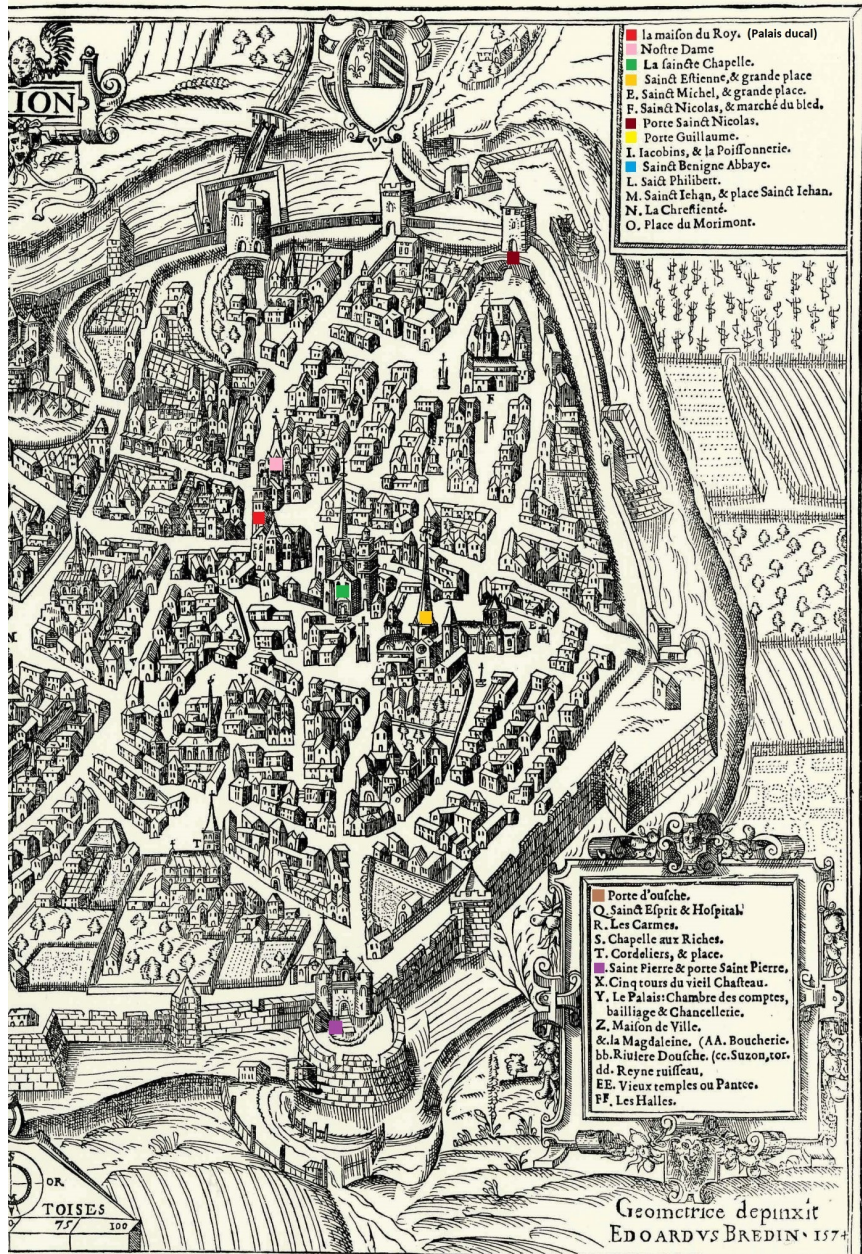 ION
la maiſon du Roy. (Palais ducal)
Noſtre Dame
La ſaincte Chapelle.
Sainct Eſtienne, & grande place
E. Sainct Michel, & grande place.
F. Sainct Nicolas, & marché du bled.
Porte Sainct Nicolas.
Porte Guillaume.
I. Iacobins, & la Poiſſonnerie.
Sainct Benigne Abbaye.
L. Saict Philibert.
M. Sainct Iehan, & place Sainct Iehan.
N. La Chreſtienté.
O. Place du Morimont.
F
T
Porte d'ouſche.
Q. Sainct Eſprit & Hoſpital.
R. Les Carmes.
S. Chapelle aux Riches.
T. Cordeliers, & place.
Saint Pierre & porte Saint Pierre,
X. Cinq tours du vieil Chaſteau.
Y. Le Palais: Chambre des comptes,
bailliage & Chancellerie.
Z. Maiſon de Ville.
&. la Magdaleine. (AA. Boucherie.
bb. Riuiere Douſche. (cc. Suzon, tor.
dd. Reyne ruiſſeau,
EE. Vieux temples ou Pantee.
FF. Les Halles.
OR
TOISES
75 100
Geometrice depinxit
EDOARDVS BREDIN · 1574